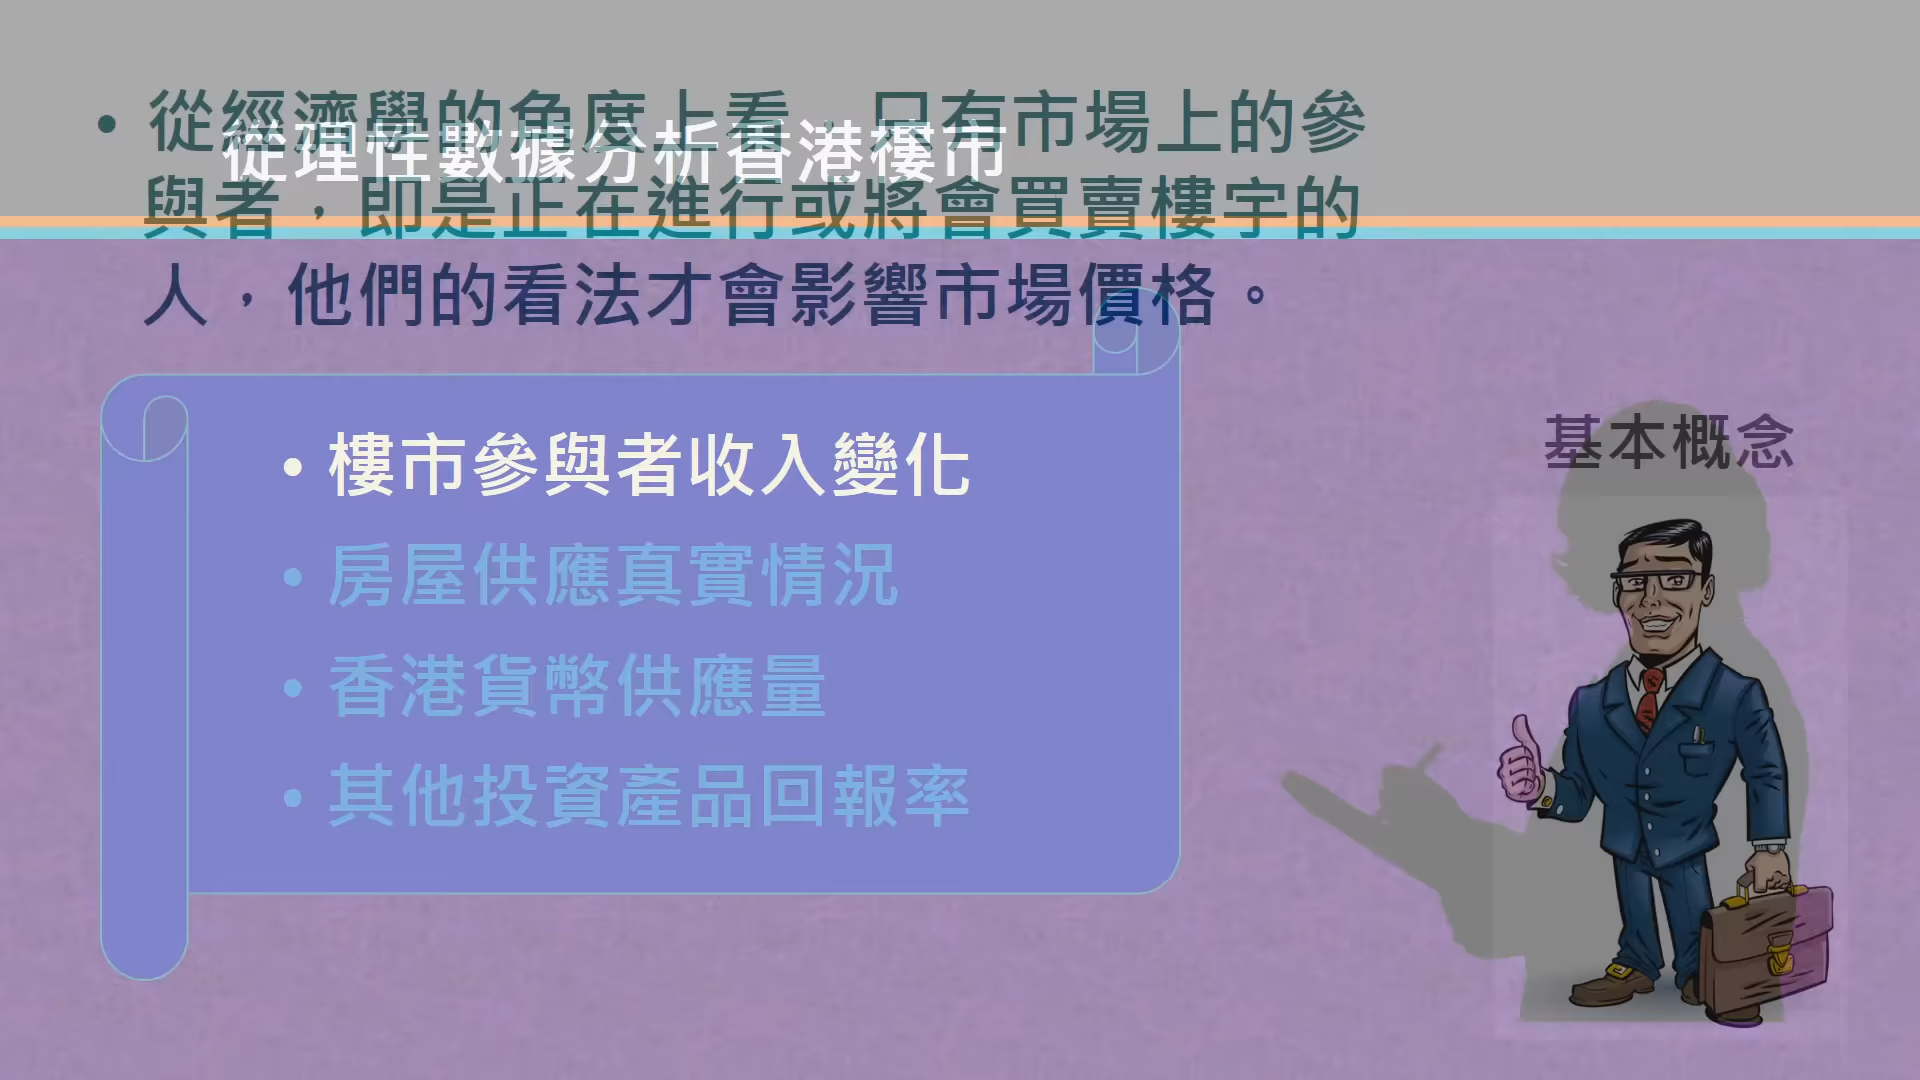 • 從經濟學的角度上看，只有市場上的參
從理性數據分析香港樓市
與者，即是正在進行或將會買賣樓宇的
人，他們的看法才會影響市場價格。
• 樓市參與者收入變化
• 房屋供應真實情況
• 香港貨幣供應量
• 其他投資產品回報率
基本概念